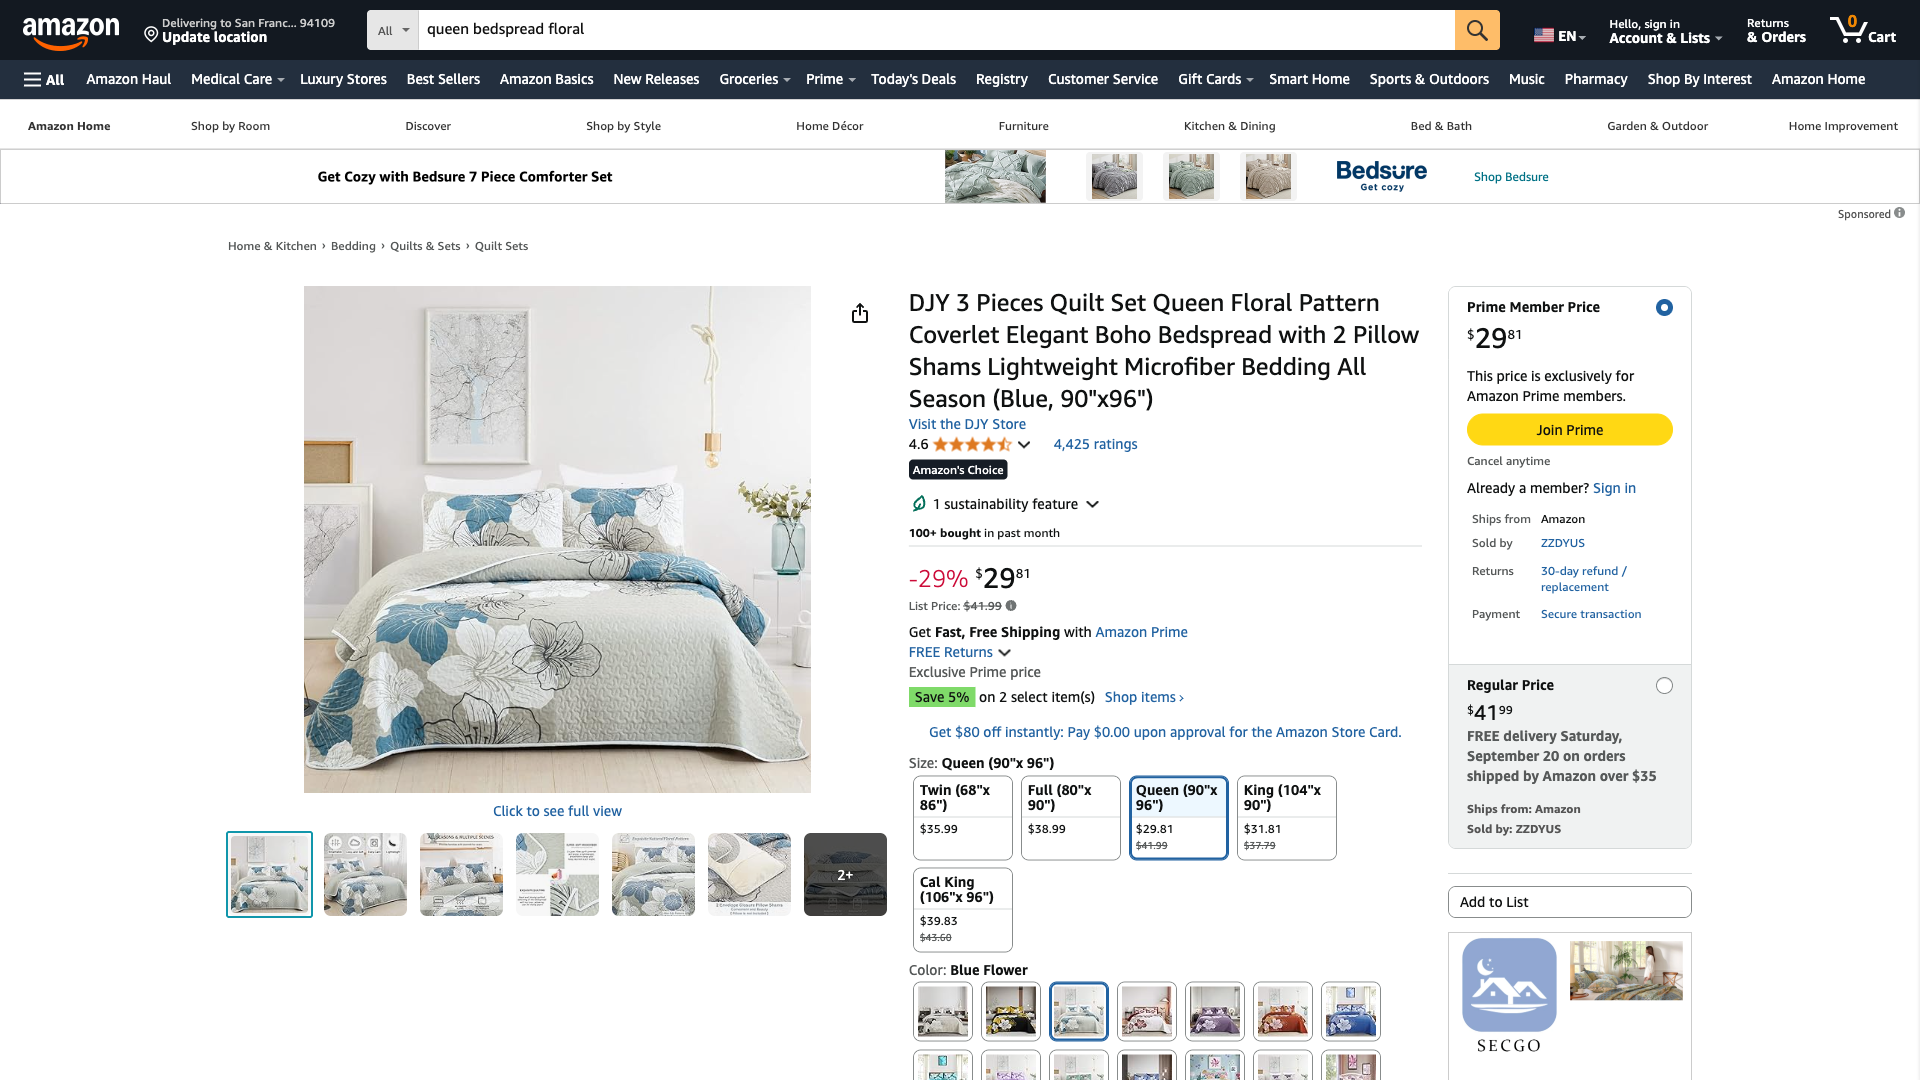 amazon
Delivering to San Franc... 94109
Update location
All
queen bedspread floral
EN
Hello, sign in
Account & Lists
Returns
& Orders
0
Cart
All
Amazon Haul
Medical Care
Luxury Stores
Best Sellers
Amazon Basics
New Releases
Groceries
Prime
Today's Deals
Registry
Customer Service
Gift Cards
Smart Home
Sports & Outdoors
Music
Pharmacy
Shop By Interest
Amazon Home
Amazon Home
Shop by Room
Discover
Shop by Style
Home Décor
Furniture
Kitchen & Dining
Bed & Bath
Garden & Outdoor
Home Improvement
Get Cozy with Bedsure 7 Piece Comforter Set
Bedsure
Get cozy
Shop Bedsure
Sponsored
Home & Kitchen › Bedding › Quilts & Sets › Quilt Sets
Click to see full view
2+
DJY 3 Pieces Quilt Set Queen Floral Pattern
Coverlet Elegant Boho Bedspread with 2 Pillow
Shams Lightweight Microfiber Bedding All
Season (Blue, 90"x96")
Visit the DJY Store
4.6
4,425 ratings
Amazon's Choice
1 sustainability feature
100+ bought in past month
-29% $29 81
List Price: $41.99
Get Fast, Free Shipping with Amazon Prime
FREE Returns
Exclusive Prime price
Save 5% on 2 select item(s) Shop items ›
Get $80 off instantly: Pay $0.00 upon approval for the Amazon Store Card.
Size: Queen (90"x 96")
Twin (68"x
86")
$35.99
Full (80"x
90")
$38.99
Queen (90"x
96")
$29.81
$41.99
King (104"x
90")
$31.81
$37.79
Cal King
(106"x 96")
$39.83
$43.60
Color: Blue Flower
Prime Member Price
$29 81
This price is exclusively for
Amazon Prime members.
Join Prime
Cancel anytime
Already a member? Sign in
Ships from Amazon
Sold by ZZDYUS
Returns 30-day refund /
replacement
Payment Secure transaction
Regular Price
$41 99
FREE delivery Saturday,
September 20 on orders
shipped by Amazon over $35
Ships from: Amazon
Sold by: ZZDYUS
Add to List
SECGO